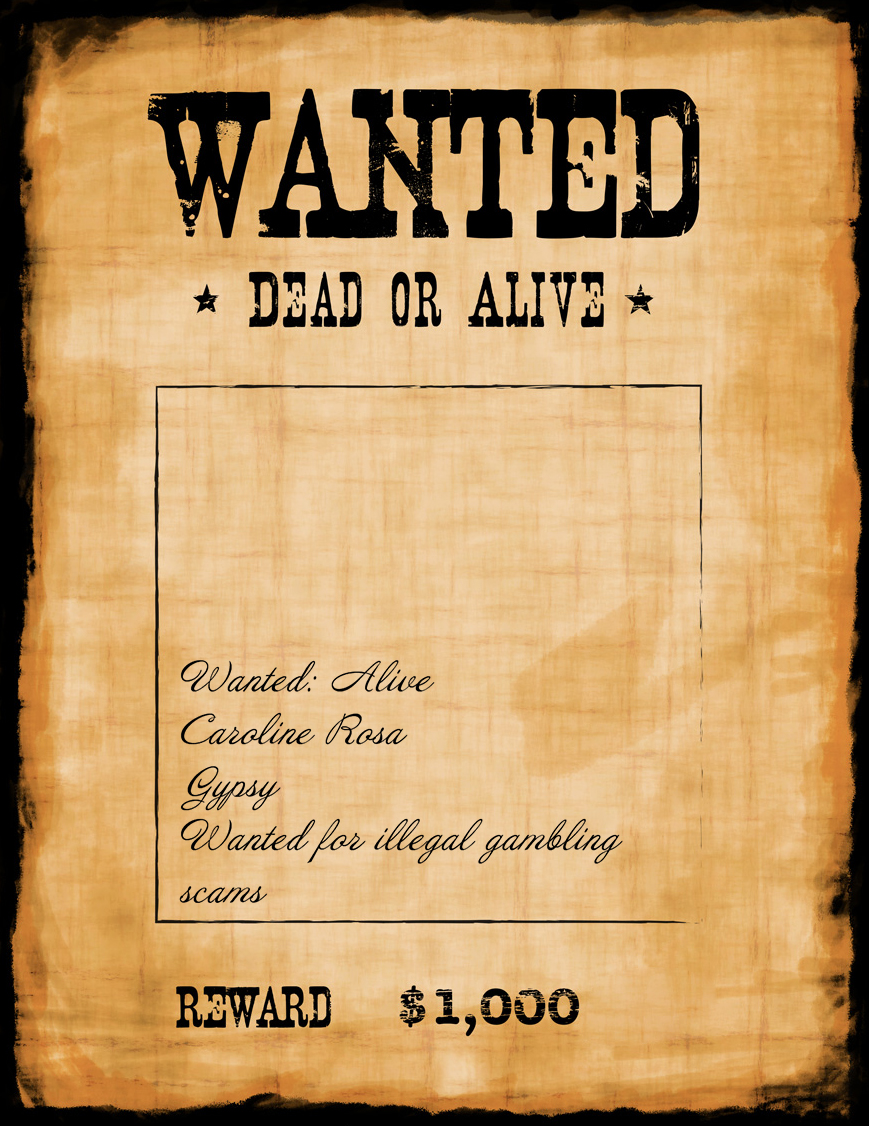 WANTED
★ DEAD OR ALIVE ★
Wanted: Alive
Caroline Rosa
Gypsy
Wanted for illegal gambling
scams
REWARD $1,000